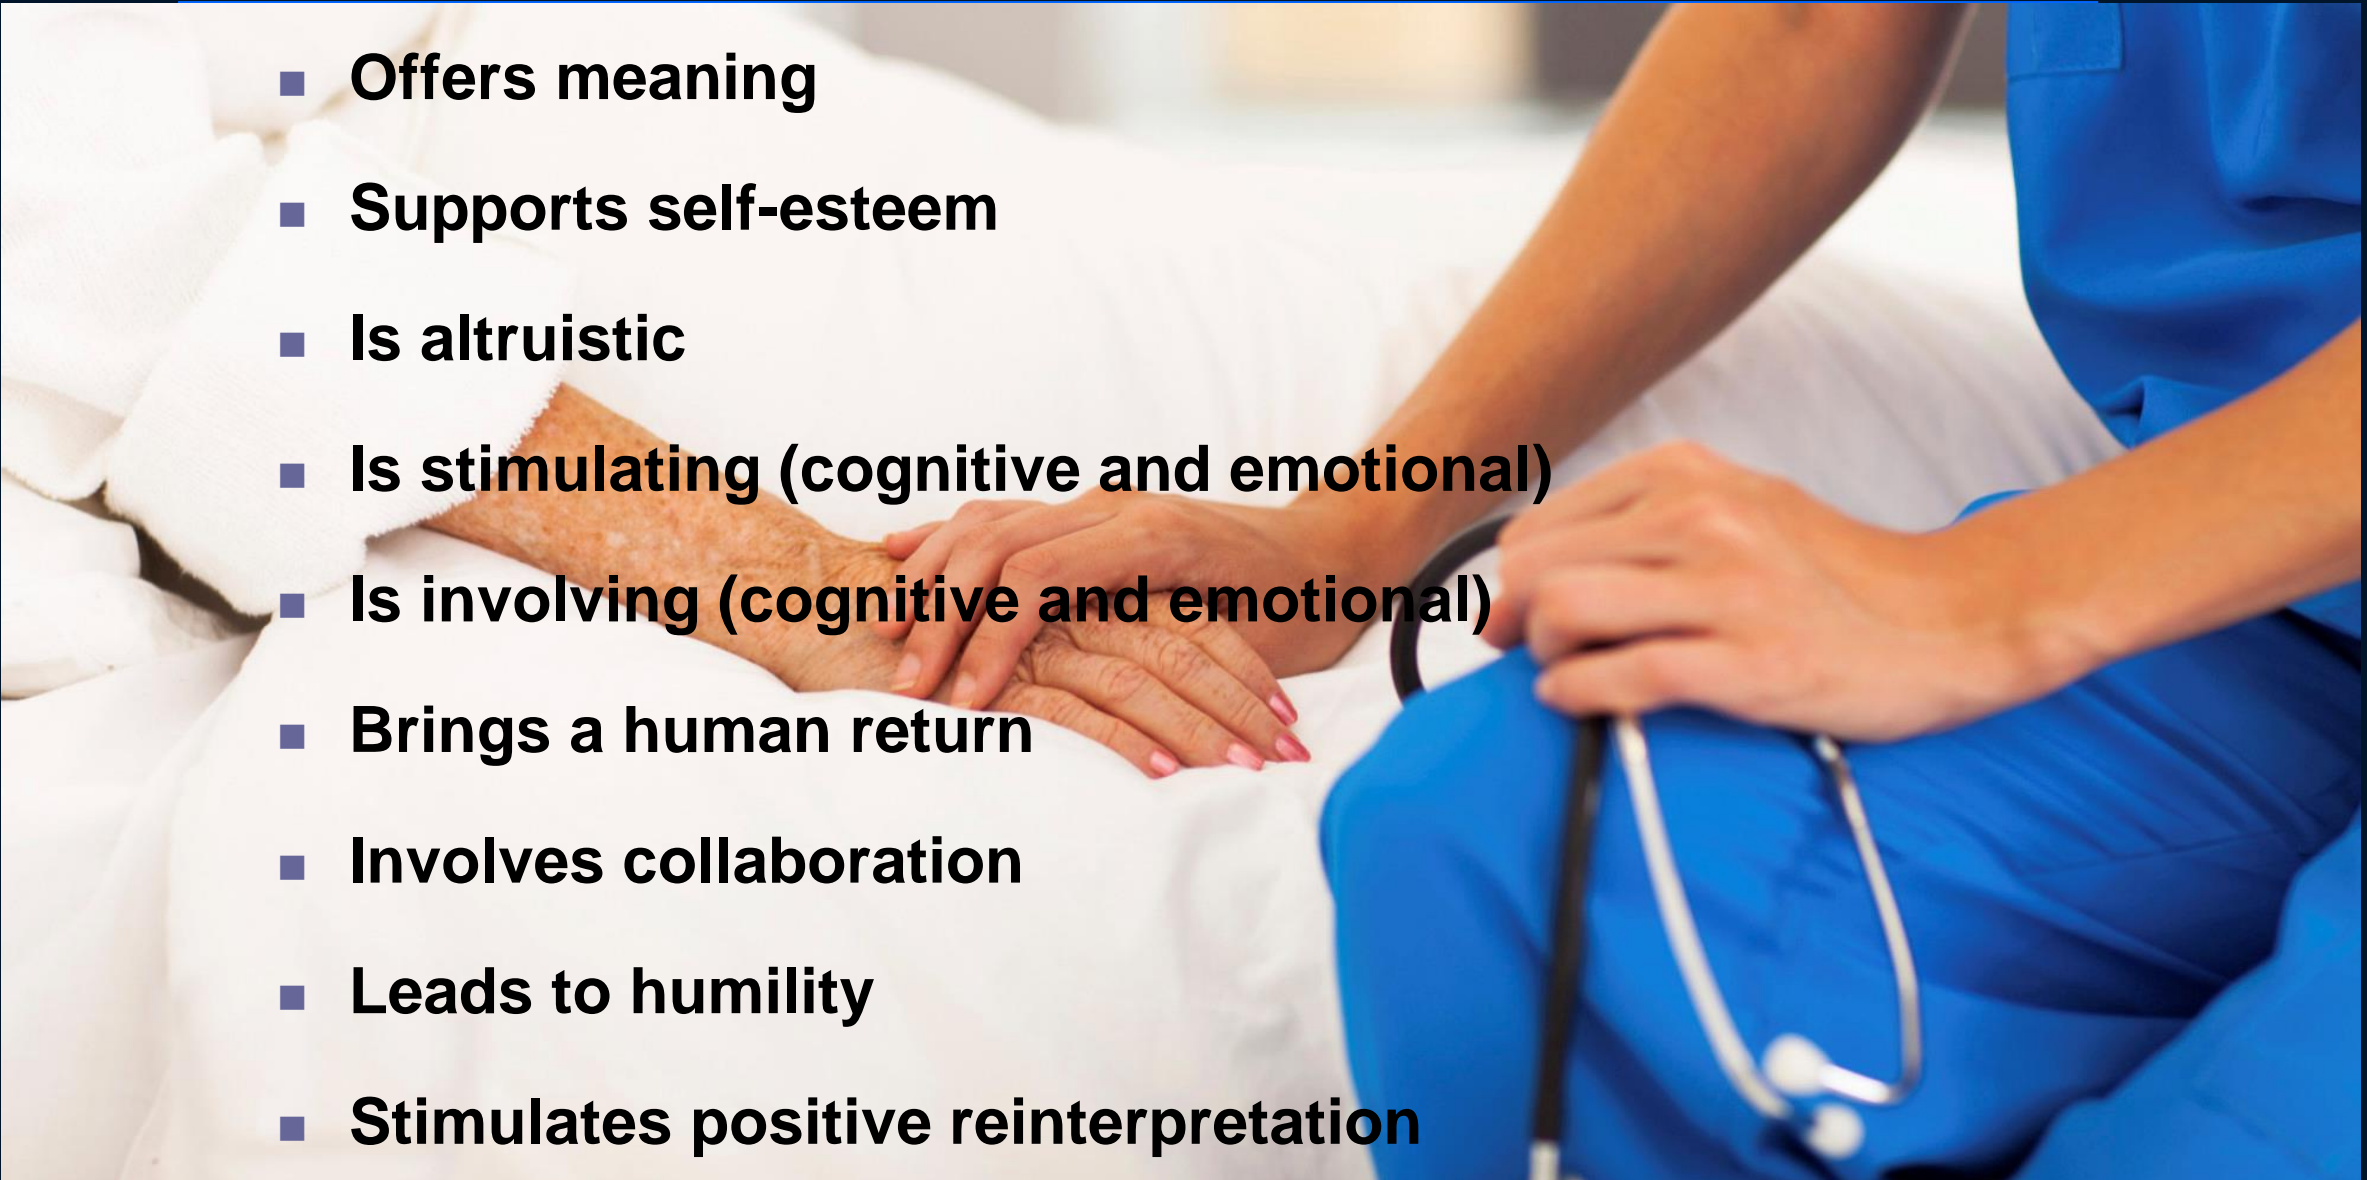 Offers meaning
Supports self-esteem
Is altruistic
Is stimulating (cognitive and emotional)
Is involving (cognitive and emotional)
Brings a human return
Involves collaboration
Leads to humility
Stimulates positive reinterpretation